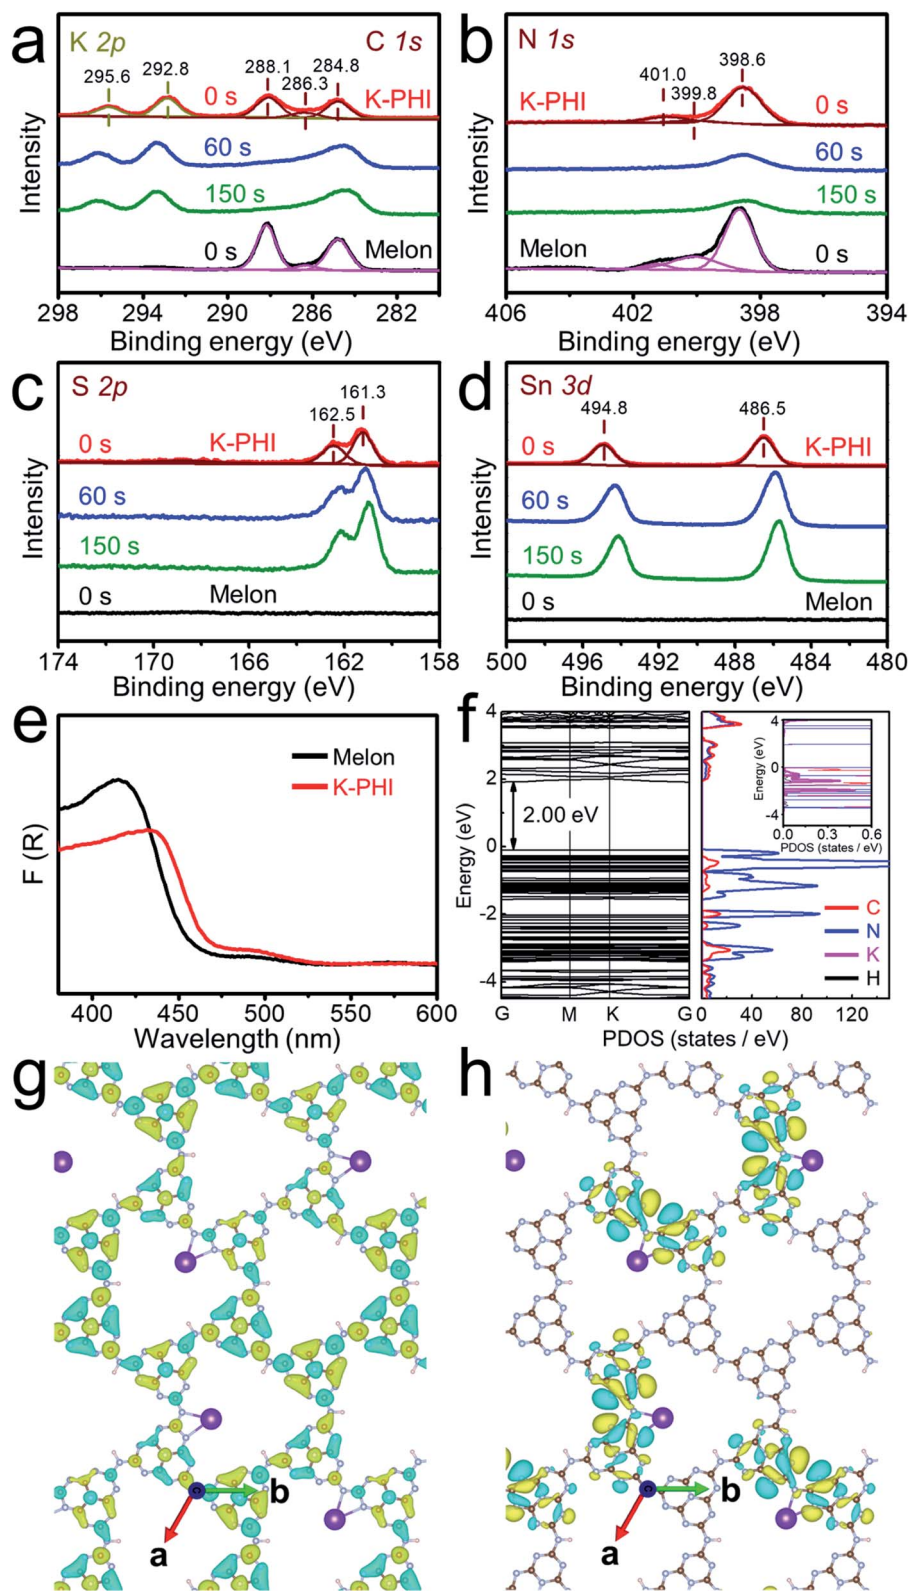 a
K 2p
C 1s
295.6
292.8
288.1
286.3
284.8
0 s
K-PHI
60 s
150 s
0 s
Melon
Intensity
298 294 290 286 282
Binding energy (eV)
b
N 1s
401.0
399.8
398.6
K-PHI
0 s
60 s
150 s
Melon
0 s
Intensity
406 402 398 394
Binding energy (eV)
c
S 2p
162.5
161.3
0 s
K-PHI
60 s
150 s
0 s
Melon
Intensity
174 170 166 162 158
Binding energy (eV)
d
Sn 3d
494.8
486.5
0 s
K-PHI
60 s
150 s
0 s
Melon
Intensity
500 496 492 488 484 480
Binding energy (eV)
e
Melon
K-PHI
F (R)
400 450 500 550 600
Wavelength (nm)
f
4
2
0
-2
-4
Energy (eV)
2.00 eV
G M K G
4
0
-4
Energy (eV)
0.0 0.3 0.6
PDOS (states / eV)
C
N
K
H
0 40 80 120
PDOS (states / eV)
g
c
b
a
h
c
b
a